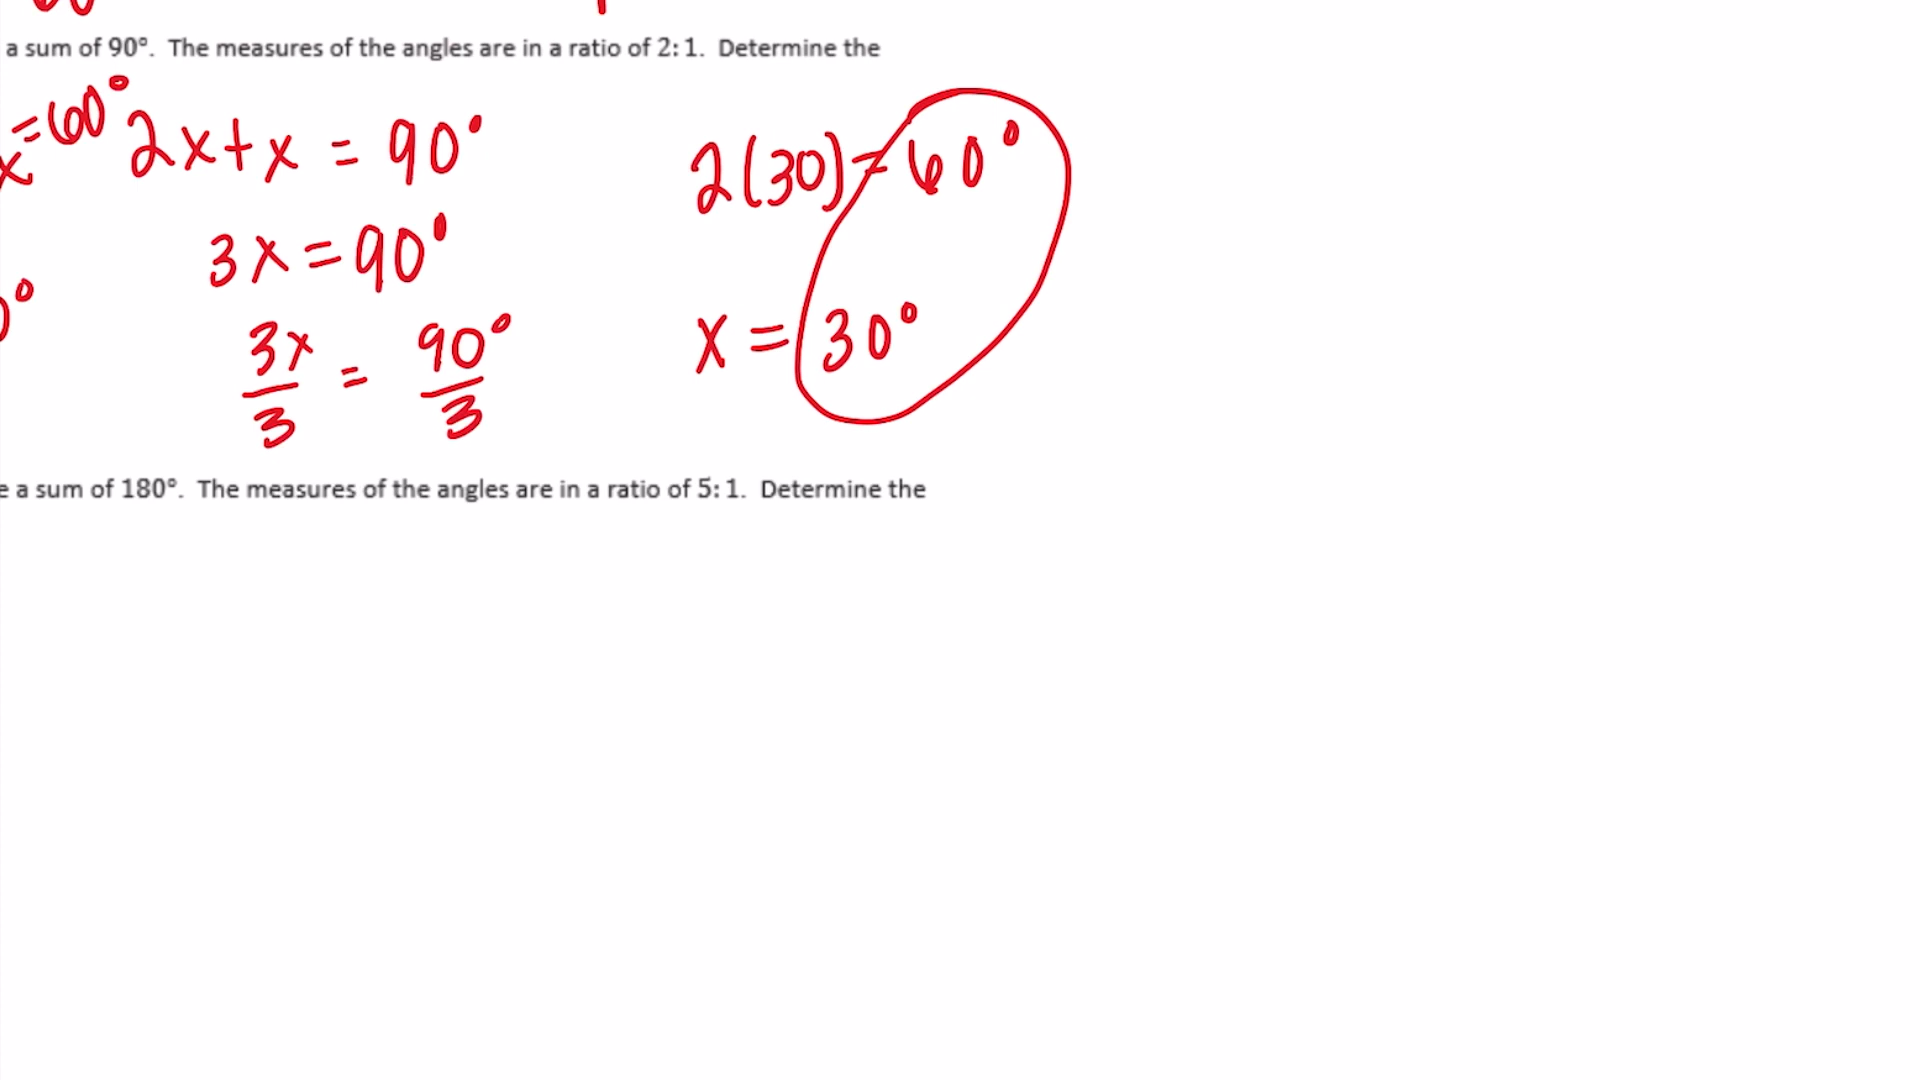 a sum of 90°. The measures of the angles are in a ratio of 2:1. Determine the
x=60°
2x+x = 90°
2(30)=60°
3x=90°
0°
3x/3 = 90°/3
x = 30°
e a sum of 180°. The measures of the angles are in a ratio of 5:1. Determine the